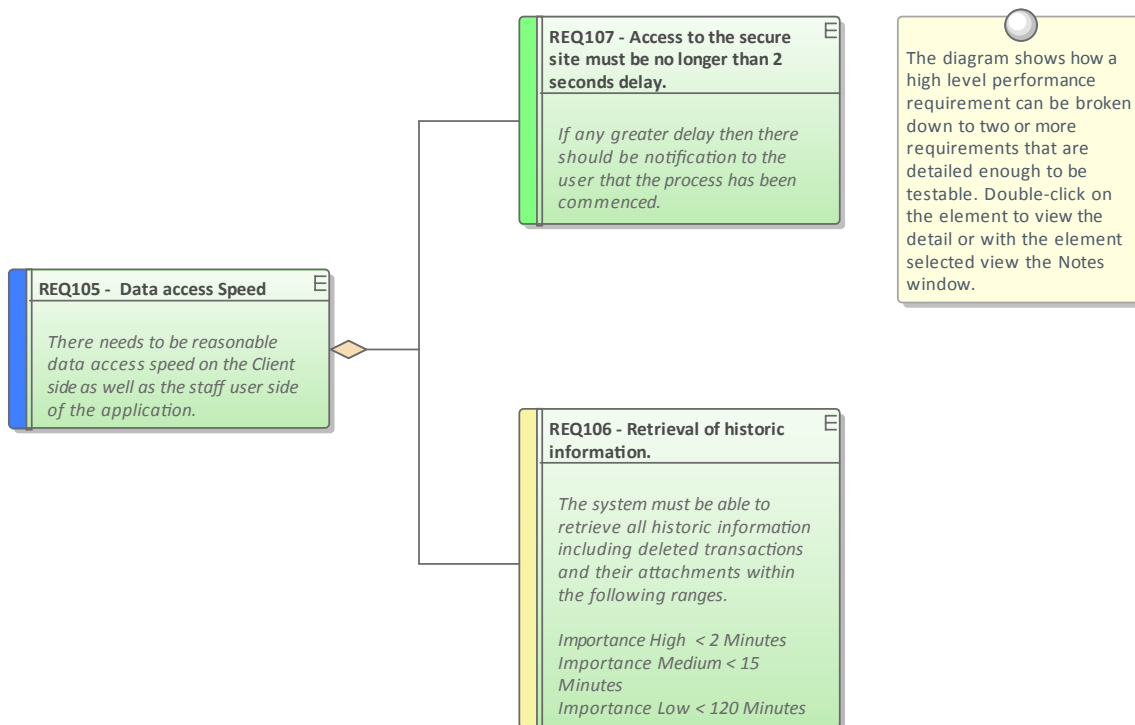 REQ107 - Access to the secure
site must be no longer than 2
seconds delay.
If any greater delay then there
should be notification to the
user that the process has been
commenced.
The diagram shows how a
high level performance
requirement can be broken
down to two or more
requirements that are
detailed enough to be
testable. Double-click on
the element to view the
detail or with the element
selected view the Notes
window.
REQ105 - Data access Speed
There needs to be reasonable
data access speed on the Client
side as well as the staff user side
of the application.
REQ106 - Retrieval of historic
information.
The system must be able to
retrieve all historic information
including deleted transactions
and their attachments within
the following ranges.
Importance High < 2 Minutes
Importance Medium < 15
Minutes
Importance Low < 120 Minutes